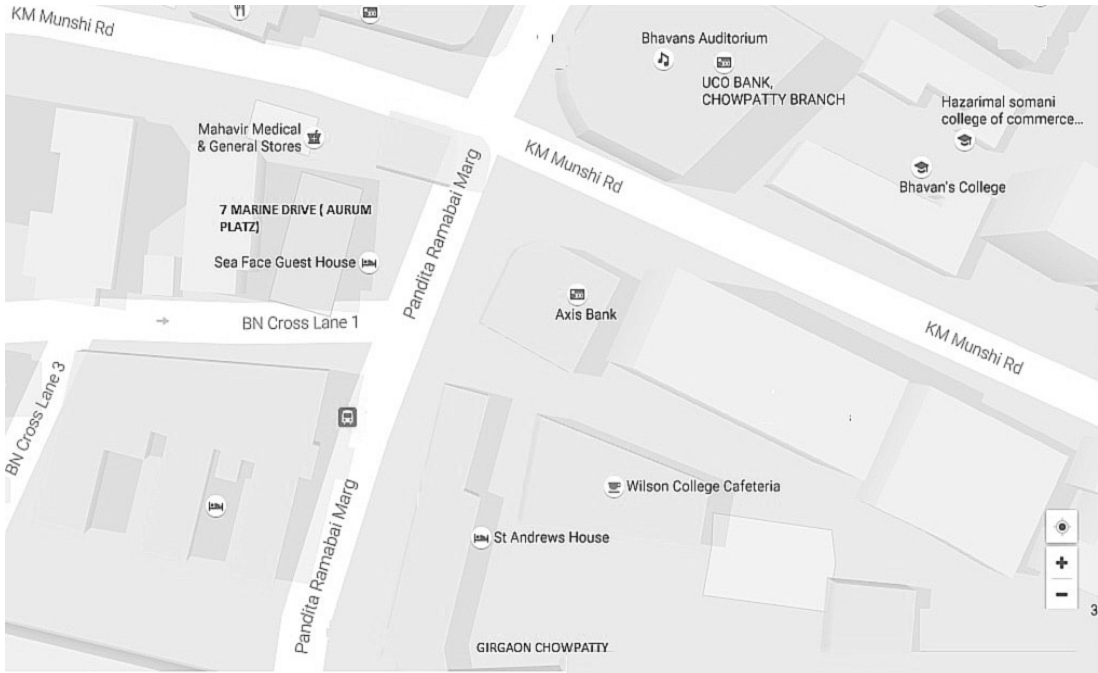 KM Munshi Rd
Bhavans Auditorium
UCO BANK,
CHOWPATTY BRANCH
Hazarimal somani
college of commerce...
Mahavir Medical
& General Stores
KM Munshi Rd
Bhavan's College
7 MARINE DRIVE ( AURUM
PLATZ)
Sea Face Guest House
Pandita Ramabai Marg
Axis Bank
BN Cross Lane 1
KM Munshi Rd
BN Cross Lane 3
Wilson College Cafeteria
St Andrews House
Pandita Ramabai Marg
3
GIRGAON CHOWPATTY